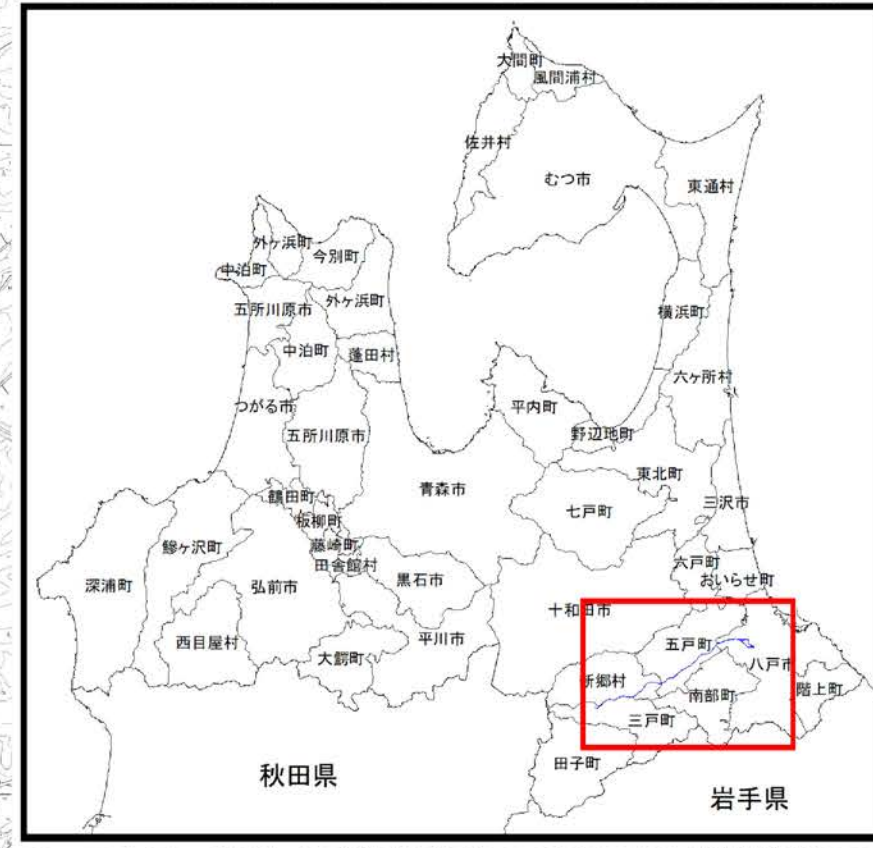 大間町
風間浦村
佐井村
むつ市
東通村
外ヶ浜町
今別町
中泊町
五所川原市
外ヶ浜町
横浜町
中泊町
蓬田村
六ヶ所村
つがる市
平内町
五所川原市
野辺地町
東北町
青森市
鶴田町
七戸町
三沢市
板柳町
藤崎町
鰺ヶ沢町
田舎館村
六戸町
おいらせ町
深浦町
弘前市
黒石市
十和田市
西目屋村
平川市
大鰐町
五戸町
八戸市
新郷村
南部町
階上町
三戸町
田子町
秋田県
岩手県